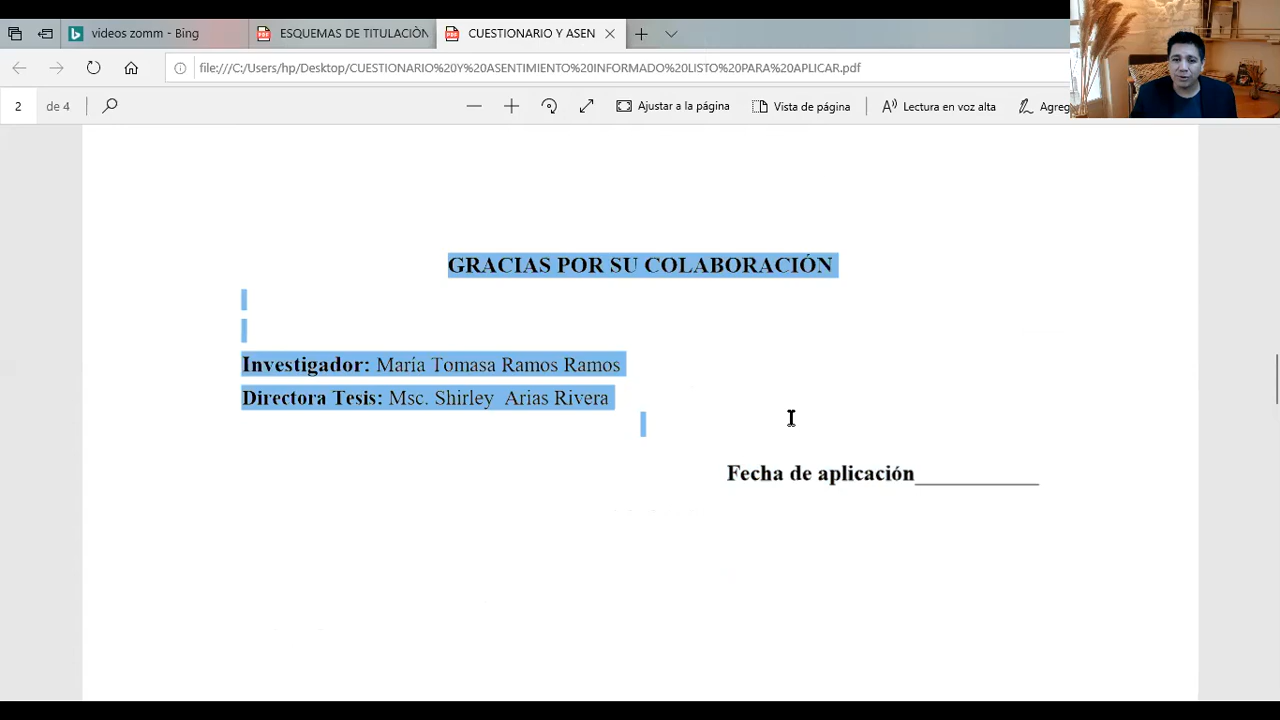 videos zomm - Bing
ESQUEMAS DE TITULACIÒN
CUESTIONARIO Y ASEN
file:///C:/Users/hp/Desktop/CUESTIONARIO%20Y%20ASENTIMIENTO%20INFORMADO%20LISTO%20PARA%20APLICAR.pdf
2 de 4
Ajustar a la página
Vista de página
Lectura en voz alta
Agreg
GRACIAS POR SU COLABORACIÓN
Investigador: María Tomasa Ramos Ramos
Directora Tesis: Msc. Shirley Arias Rivera
Fecha de aplicación____________